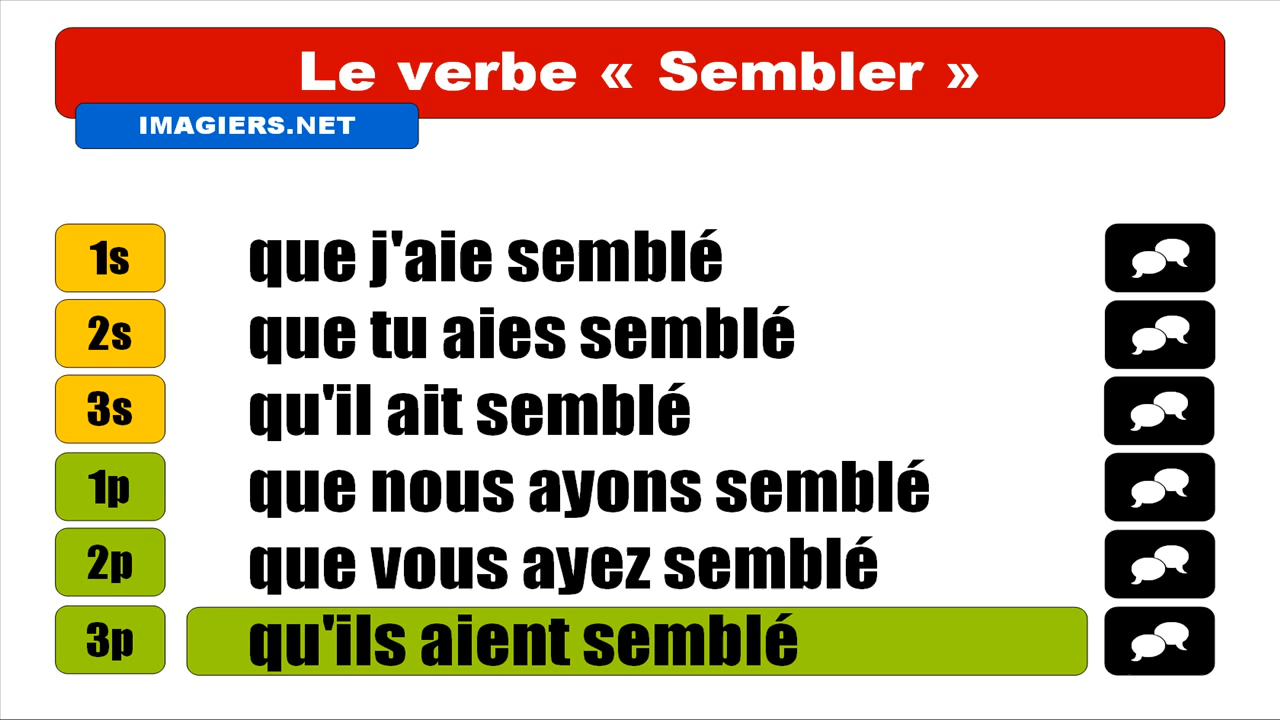 Le verbe « Sembler »
IMAGIERS.NET
1s que j'aie semblé
2s que tu aies semblé
3s qu'il ait semblé
1p que nous ayons semblé
2p que vous ayez semblé
3p qu'ils aient semblé